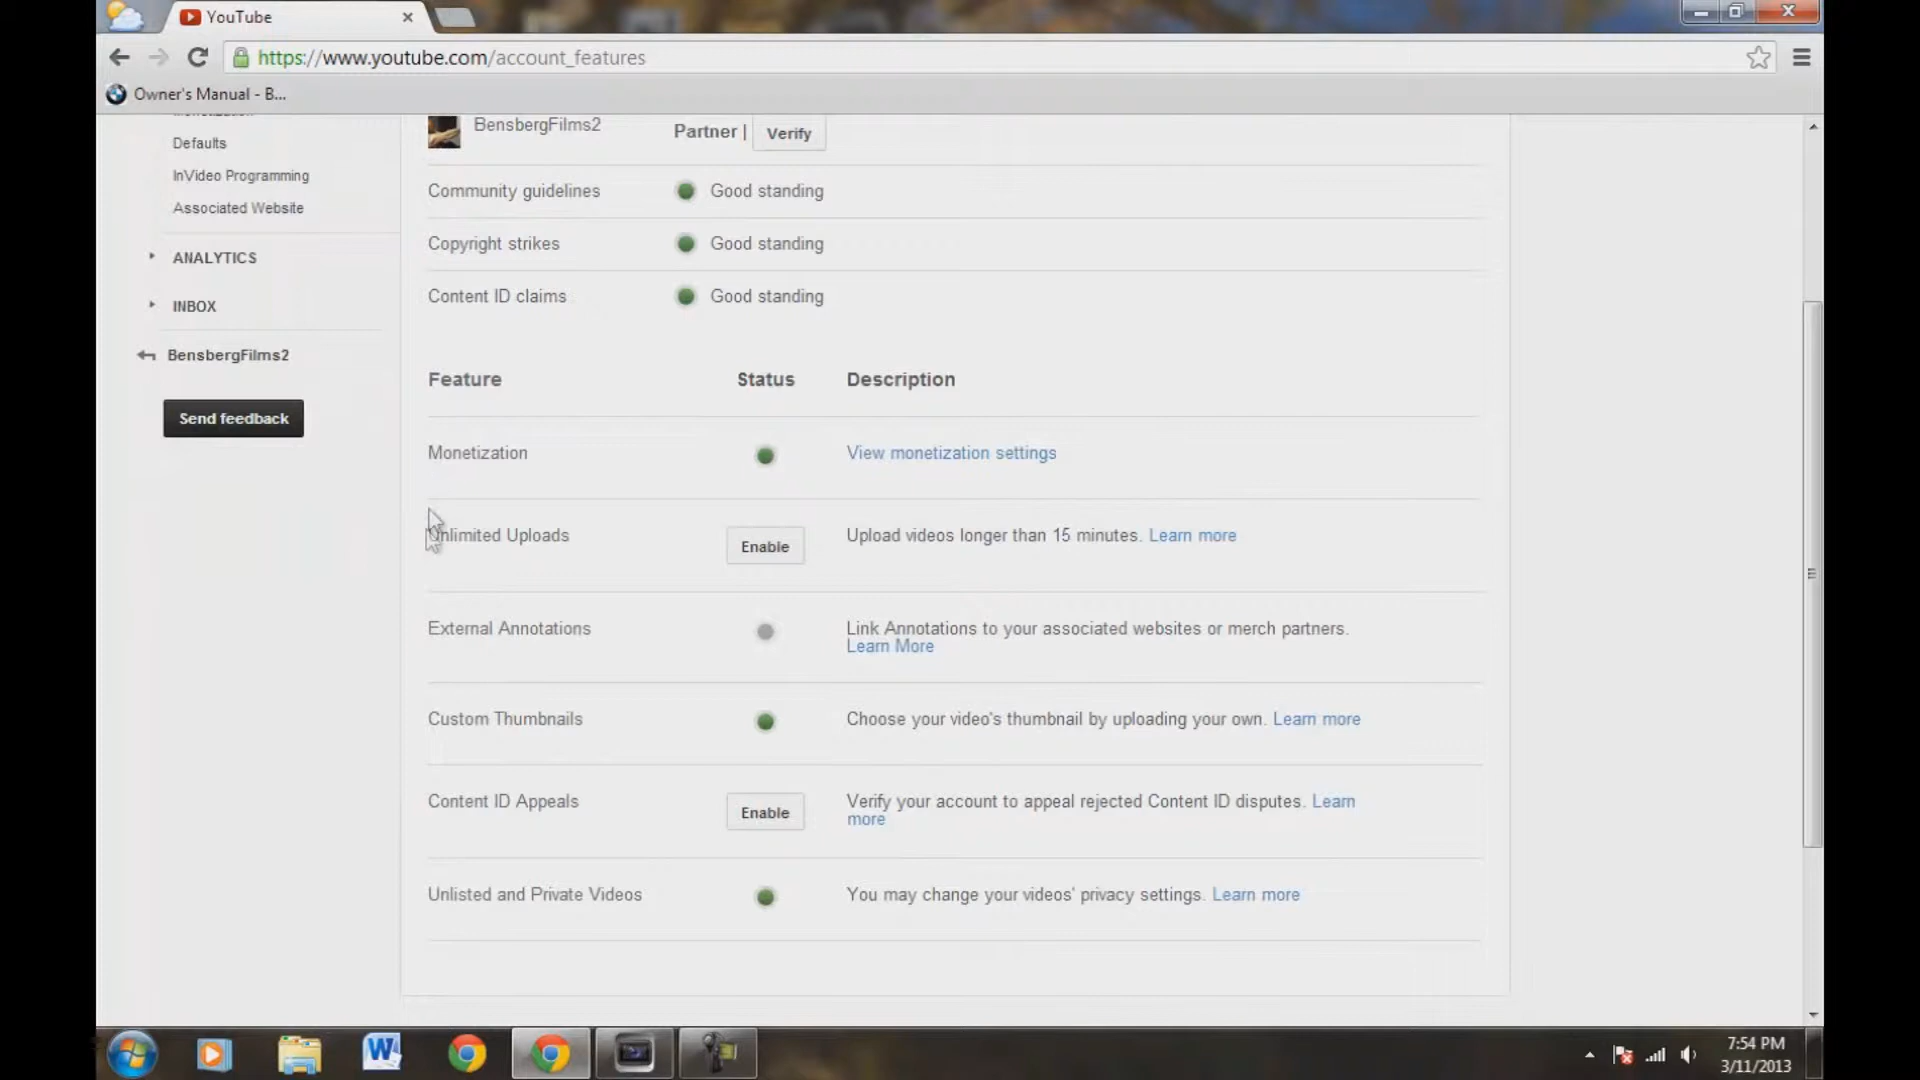 YouTube
https://www.youtube.com/account_features
Owner's Manual - B...
Defaults
InVideo Programming
Associated Website
ANALYTICS
INBOX
BensbergFilms2
Send feedback
BensbergFilms2
Partner | Verify
Community guidelines Good standing
Copyright strikes Good standing
Content ID claims Good standing
Feature Status Description
Monetization View monetization settings
Unlimited Uploads Enable Upload videos longer than 15 minutes. Learn more
External Annotations Link Annotations to your associated websites or merch partners.
Learn More
Custom Thumbnails Choose your video's thumbnail by uploading your own. Learn more
Content ID Appeals Enable Verify your account to appeal rejected Content ID disputes. Learn
more
Unlisted and Private Videos You may change your videos' privacy settings. Learn more
7:54 PM
3/11/2013